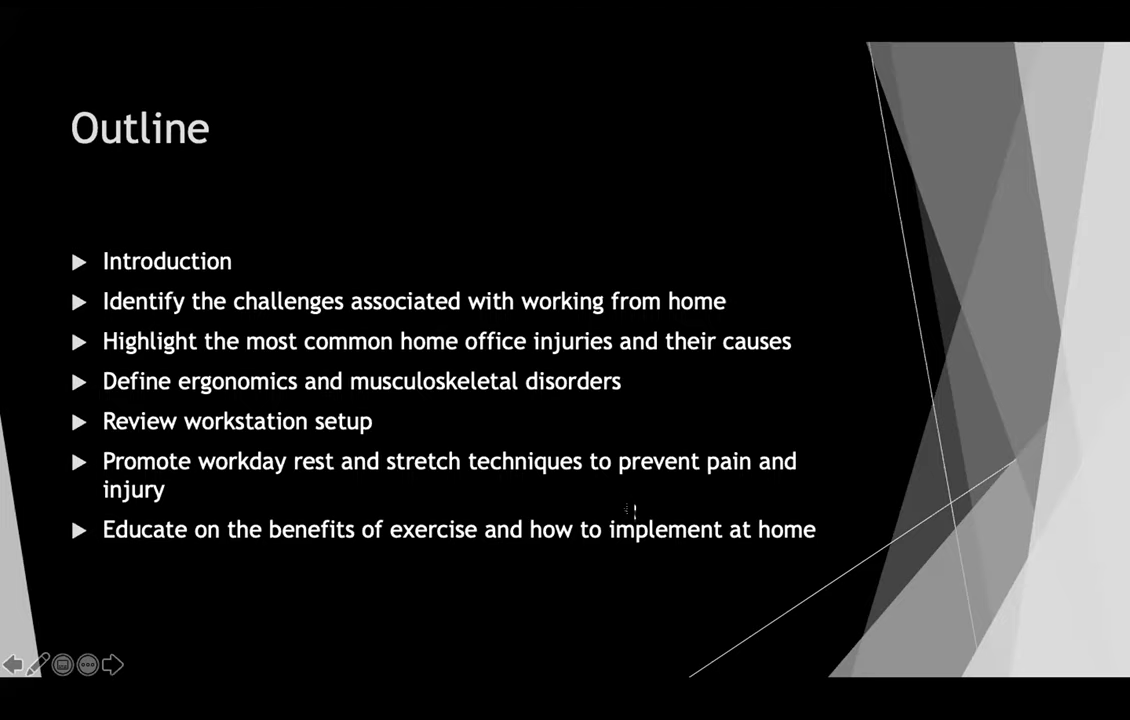 Outline
Introduction
Identify the challenges associated with working from home
Highlight the most common home office injuries and their causes
Define ergonomics and musculoskeletal disorders
Review workstation setup
Promote workday rest and stretch techniques to prevent pain and
injury
Educate on the benefits of exercise and how to implement at home